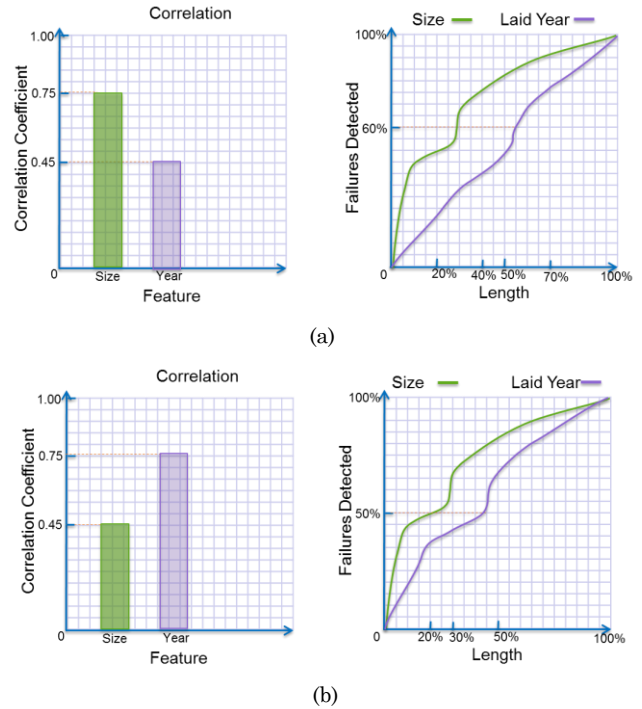 Correlation
Correlation Coefficient
1.00
0.75
0.45
0
Size
Year
Feature
Size
Laid Year
Failures Detected
100%
60%
0
20%
40%
50%
70%
100%
Length
(a)
Correlation
Correlation Coefficient
1.00
0.75
0.45
0
Size
Year
Feature
Size
Laid Year
Failures Detected
100%
50%
0
20%
30%
50%
100%
Length
(b)